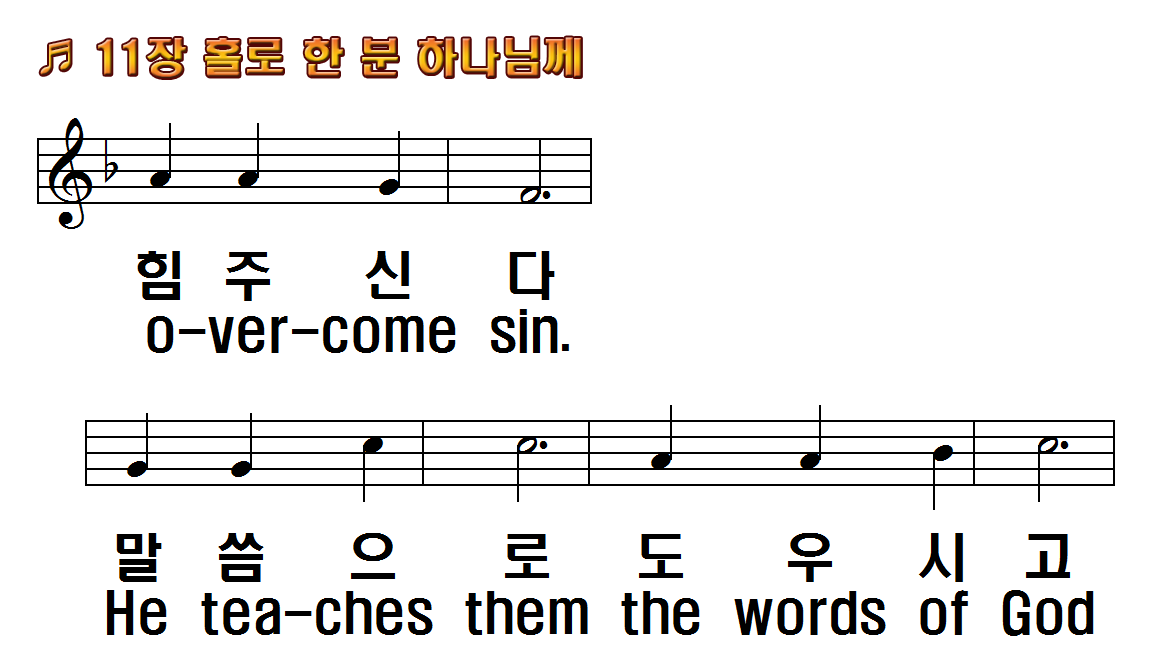 11장 홀로 한 분 하나님께
힘 주 신 다
o-ver-come sin.
말 씀 으 로 도 우 시 고
He tea-ches them the words of God